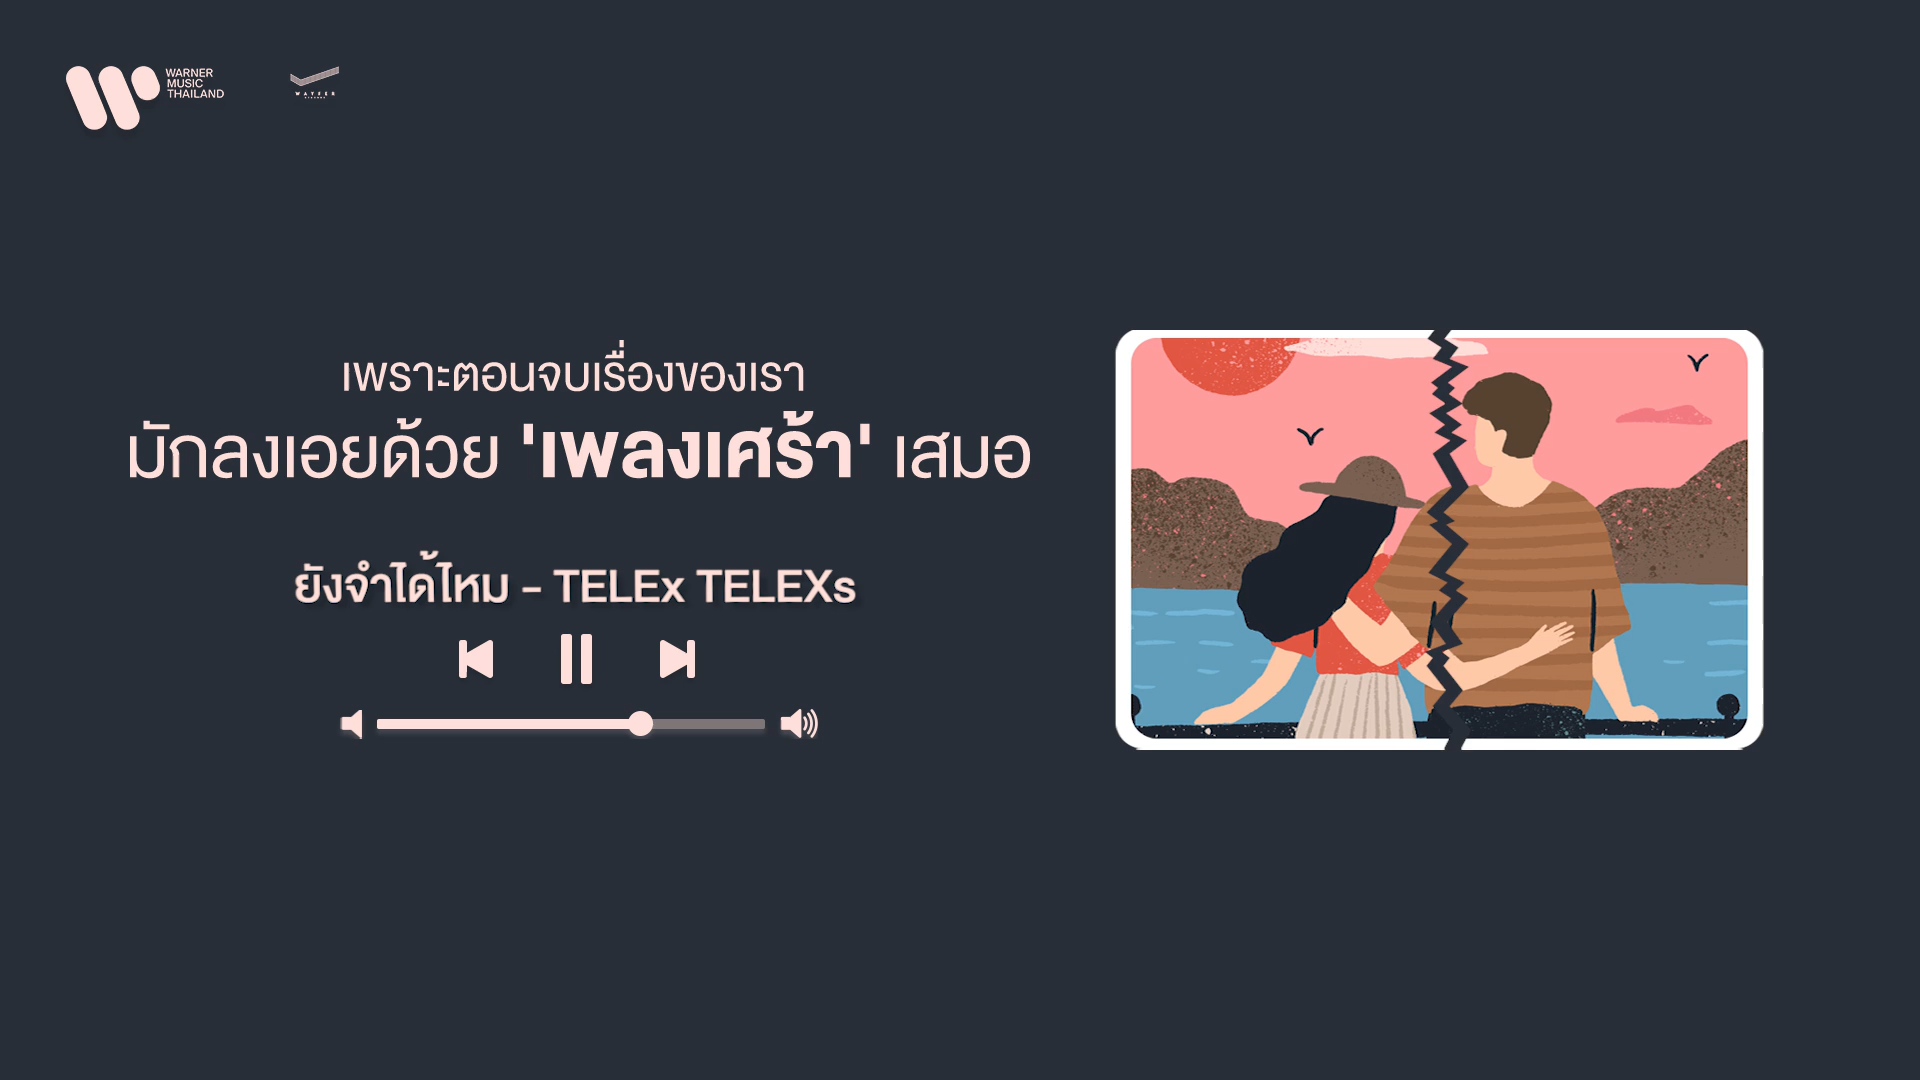 WARNER
MUSIC
THAILAND
WAYFER
เพราะตอนจบเรื่องของเรา
มักลงเอยด้วย 'เพลงเศร้า' เสมอ
ยังจำได้ไหม - TELEx TELEXs